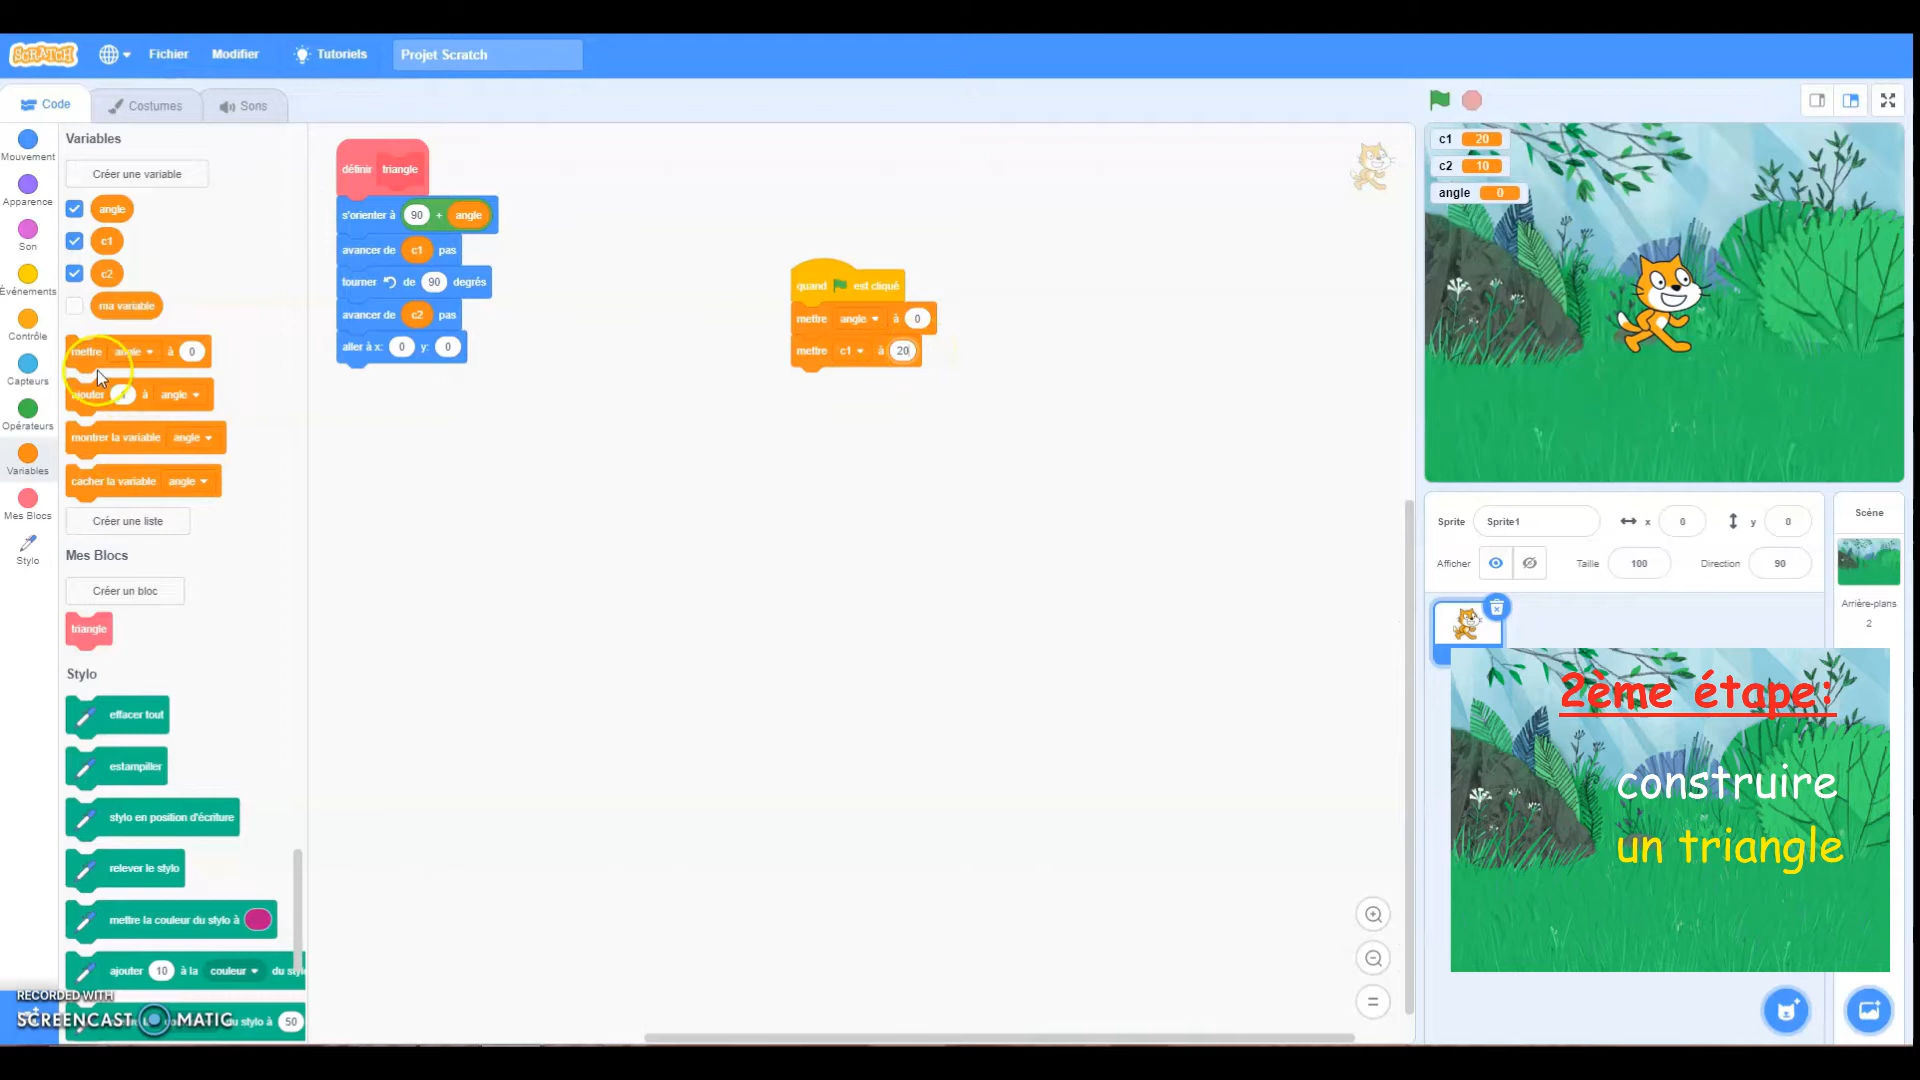 SCRATCH
Fichier
Modifier
Tutoriels
Projet Scratch
Code
Costumes
Sons
Mouvement
Apparence
Son
Événements
Contrôle
Capteurs
Opérateurs
Variables
Mes Blocs
Stylo
Variables
Créer une variable
angle
c1
c2
ma variable
mettre angle à 0
ajouter à angle
montrer la variable angle
cacher la variable angle
Créer une liste
Mes Blocs
Créer un bloc
triangle
Stylo
effacer tout
estampiller
stylo en position d'écriture
relever le stylo
mettre la couleur du stylo à
ajouter 10 à la couleur du
du stylo à 50
RECORDED WITH
SCREENCAST MATIC
définir triangle
s'orienter à 90 + angle
avancer de c1 pas
tourner de 90 degrés
avancer de c2 pas
aller à x: 0 y: 0
quand est cliqué
mettre angle à 0
mettre c1 à 20
c1 20
c2 10
angle 0
Sprite Sprite1
x 0
y 0
Afficher
Taille 100
Direction 90
Scène
Arrière-plans
2
2ème étape:
construire
un triangle